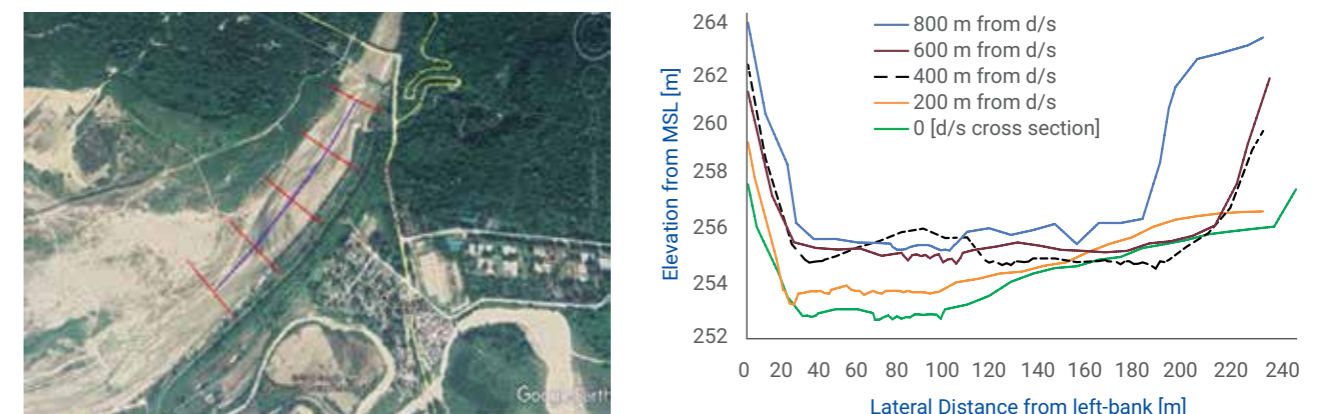 Google Earth
264
262
260
258
256
254
252
Elevation from MSL [m]
800 m from d/s
600 m from d/s
400 m from d/s
200 m from d/s
0 [d/s cross section]
0 20 40 60 80 100 120 140 160 180 200 220 240
Lateral Distance from left-bank [m]